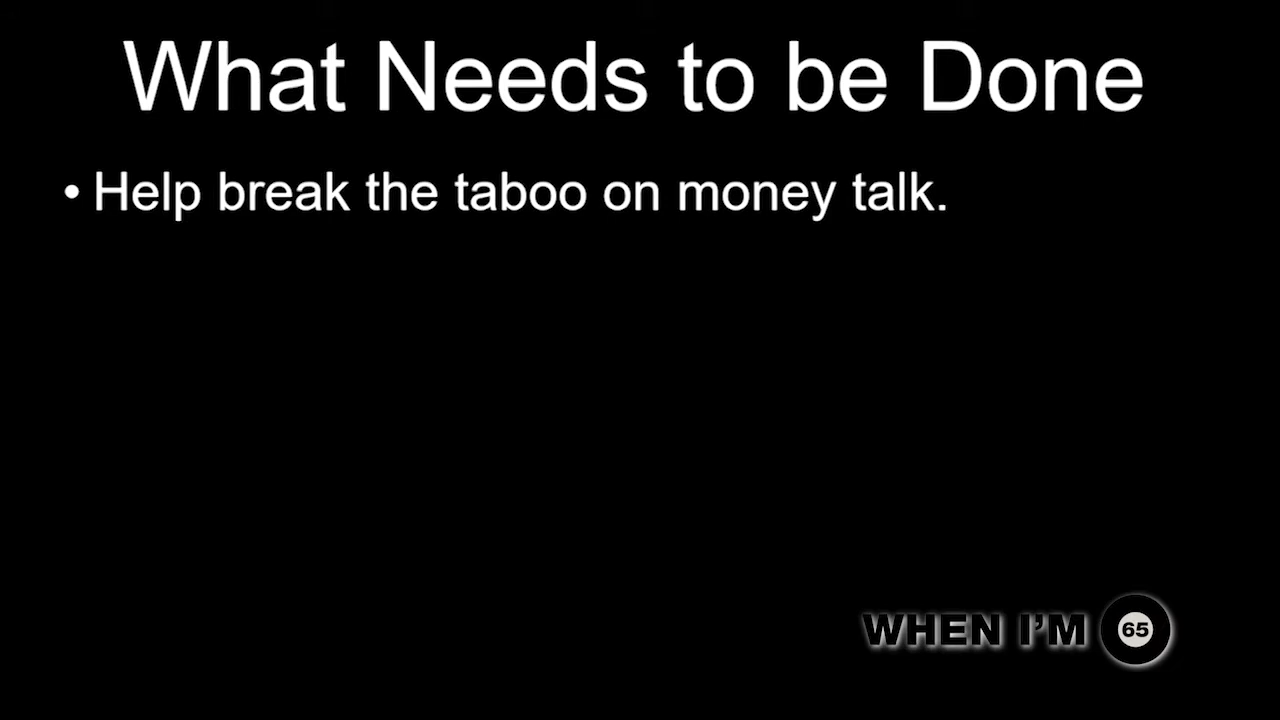 What Needs to be Done
• Help break the taboo on money talk.
WHEN I'M 65